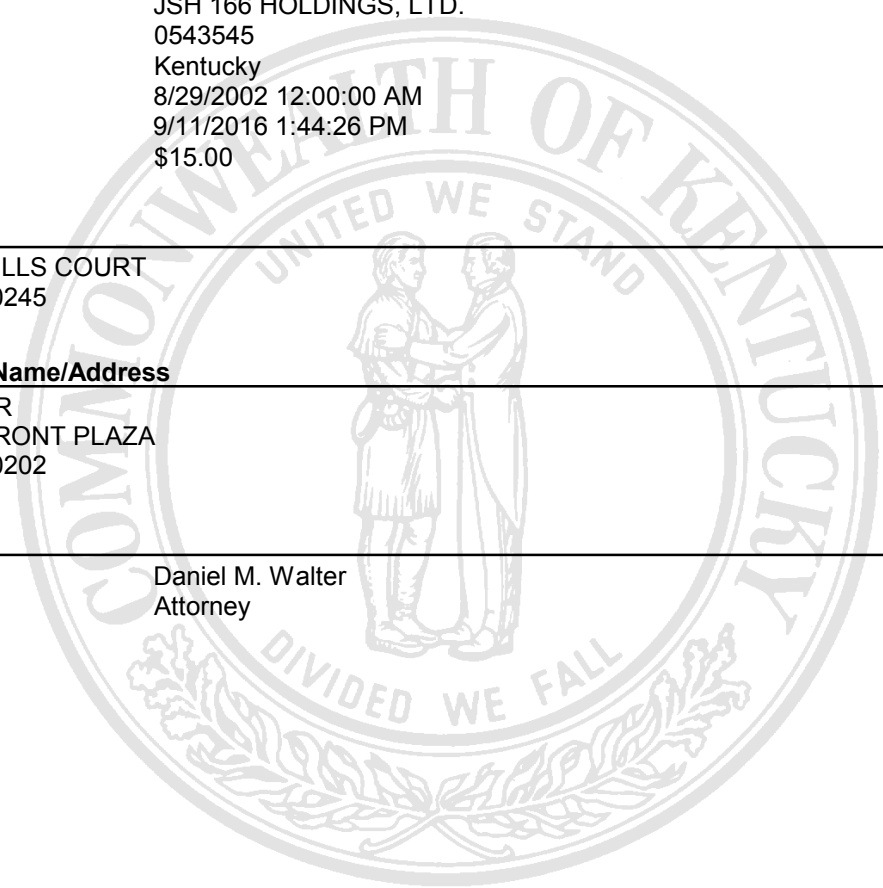 JSH 166 HOLDINGS, LTD.
0543545
Kentucky
8/29/2002 12:00:00 AM
9/11/2016 1:44:26 PM
$15.00
LLS COURT
0245
Name/Address
R
RONT PLAZA
0202
Daniel M. Walter
Attorney
COMMONWEALTH OF KENTUCKY
UNITED WE STAND
DIVIDED WE FALL